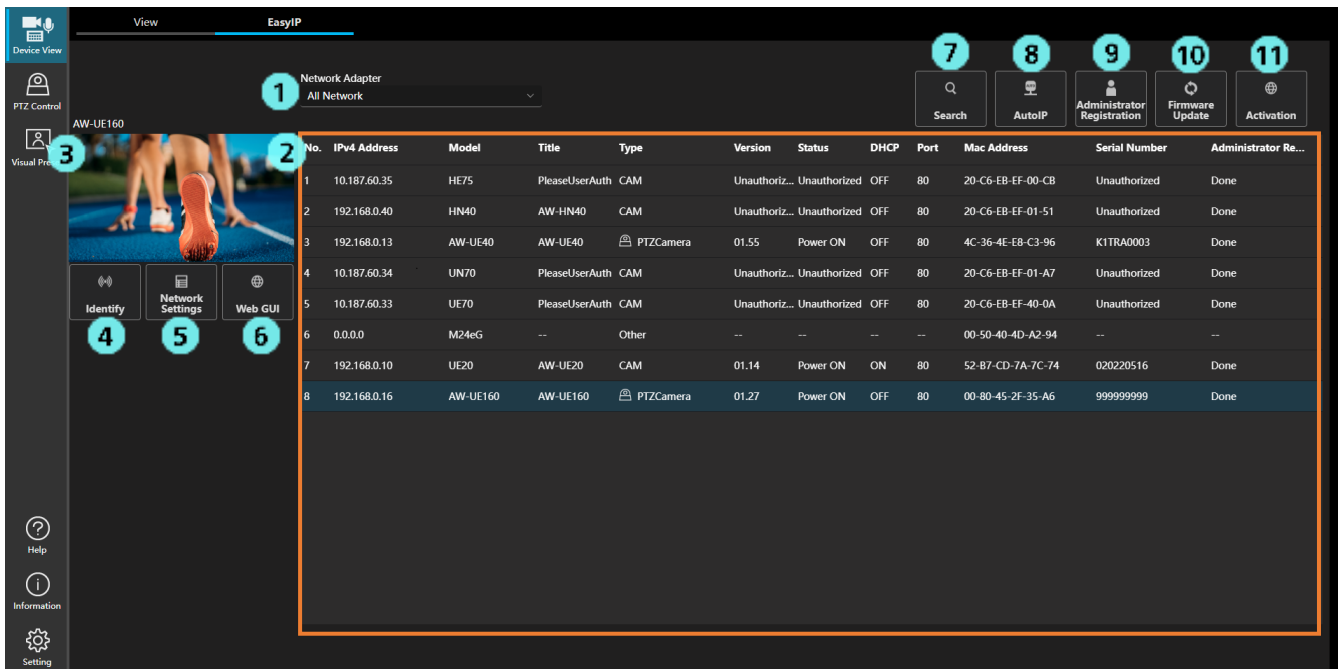 View EasyIP
Device View
PTZ Control
Visual Pre
Network Adapter
All Network
1
7
8
9
10
11
Search
AutoIP
Administrator
Registration
Firmware
Update
Activation
AW-UE160
3
2
Identify
Network
Settings
Web GUI
4
5
6
No. IPv4 Address Model Title Type Version Status DHCP Port Mac Address Serial Number Administrator Re...
1 10.187.60.35 HE75 PleaseUserAuth CAM Unauthoriz... Unauthorized OFF 80 20-C6-EB-EF-00-CB Unauthorized Done
2 192.168.0.40 HN40 AW-HN40 CAM Unauthoriz... Unauthorized OFF 80 20-C6-EB-EF-01-51 Unauthorized Done
3 192.168.0.13 AW-UE40 AW-UE40 PTZCamera 01.55 Power ON OFF 80 4C-36-4E-E8-C3-96 K1TRA0003 Done
4 10.187.60.34 UN70 PleaseUserAuth CAM Unauthoriz... Unauthorized OFF 80 20-C6-EB-EF-01-A7 Unauthorized Done
5 10.187.60.33 UE70 PleaseUserAuth CAM Unauthoriz... Unauthorized OFF 80 20-C6-EB-EF-40-0A Unauthorized Done
6 0.0.0.0 M24eG -- Other -- -- -- -- 00-50-40-4D-A2-94 -- --
7 192.168.0.10 UE20 AW-UE20 CAM 01.14 Power ON ON 80 52-B7-CD-7A-7C-74 020220516 Done
8 192.168.0.16 AW-UE160 AW-UE160 PTZCamera 01.27 Power ON OFF 80 00-80-45-2F-35-A6 999999999 Done
Help
Information
Setting